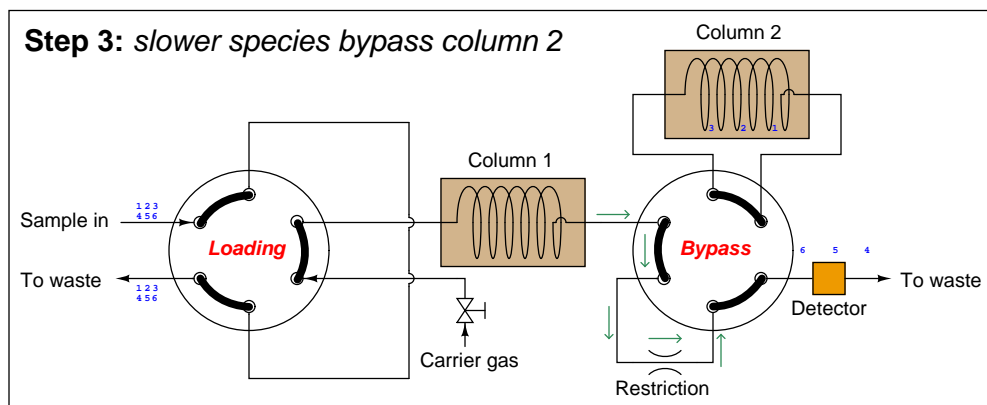 Step 3: slower species bypass column 2
Column 2
3 2 1
Column 1
Sample in
1 2 3
4 5 6
Loading
Bypass
To waste
1 2 3
4 5 6
6 5 4
To waste
Detector
Carrier gas
Restriction